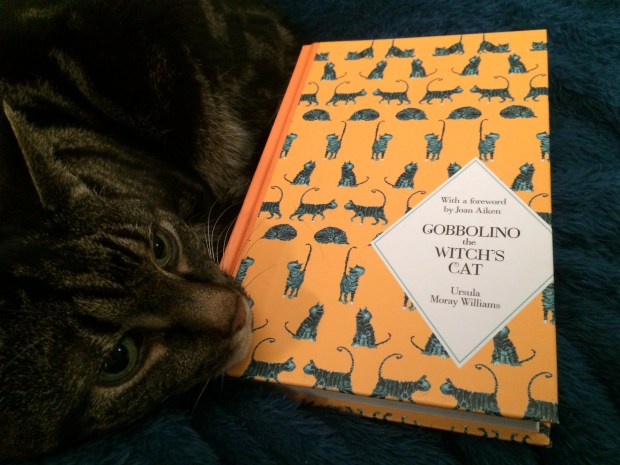 With a foreword
by Joan Aiken
GOBBOLINO
the
WITCH'S
CAT
Ursula
Moray Williams